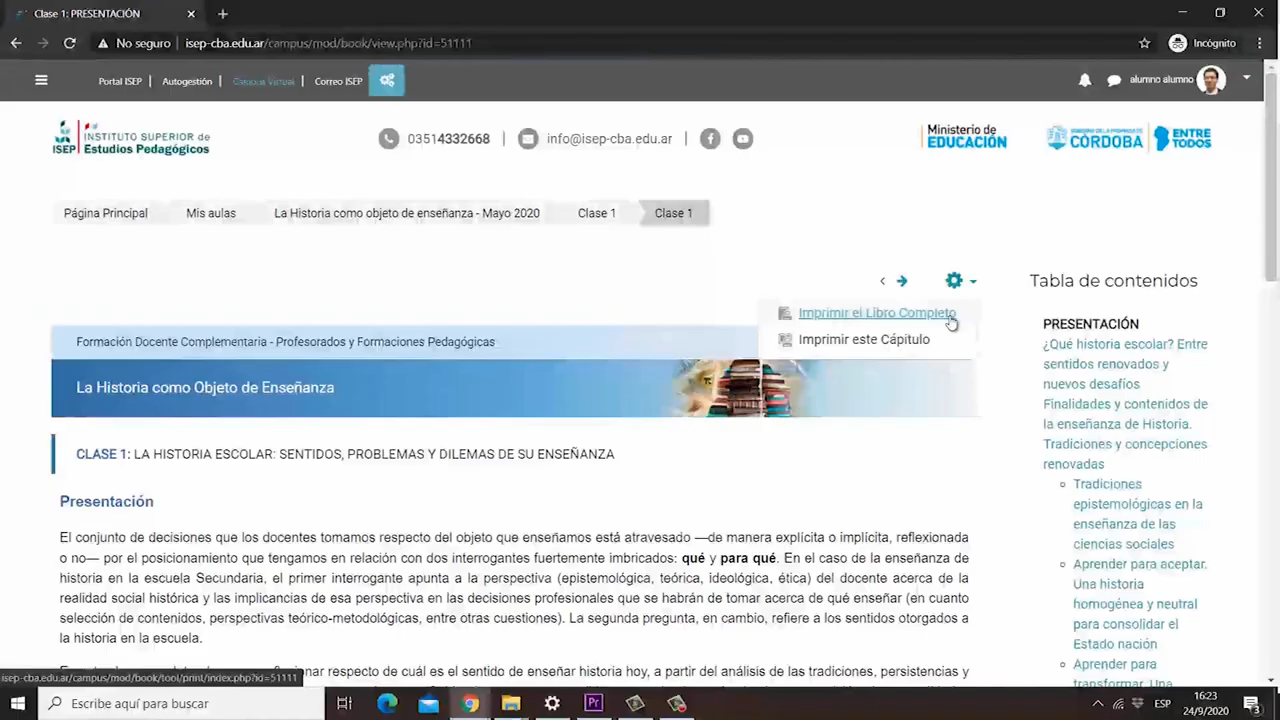 Clase 1: PRESENTACIÓN
No seguro
isep-cba.edu.ar/campus/mod/book/view.php?id=51111
Incógnito
Portal ISEP
Autogestión
Campus Virtual
Correo ISEP
alumno alumno
ISEP
INSTITUTO SUPERIOR de
Estudios Pedagógicos
03514332668
info@isep-cba.edu.ar
Ministerio de
EDUCACIÓN
GOBIERNO DE LA PROVINCIA DE
CÓRDOBA
ENTRE
TODOS
Página Principal
Mis aulas
La Historia como objeto de enseñanza - Mayo 2020
Clase 1
Clase 1
Imprimir el Libro Completo
Imprimir este Cápitulo
Formación Docente Complementaria - Profesorados y Formaciones Pedagógicas
La Historia como Objeto de Enseñanza
CLASE 1: LA HISTORIA ESCOLAR: SENTIDOS, PROBLEMAS Y DILEMAS DE SU ENSEÑANZA
Presentación
El conjunto de decisiones que los docentes tomamos respecto del objeto que enseñamos está atravesado —de manera explícita o implícita, reflexionada
o no— por el posicionamiento que tengamos en relación con dos interrogantes fuertemente imbricados: qué y para qué. En el caso de la enseñanza de
historia en la escuela Secundaria, el primer interrogante apunta a la perspectiva (epistemológica, teórica, ideológica, ética) del docente acerca de la
realidad social histórica y las implicancias de esa perspectiva en las decisiones profesionales que se habrán de tomar acerca de qué enseñar (en cuanto
selección de contenidos, perspectivas teórico-metodológicas, entre otras cuestiones). La segunda pregunta, en cambio, refiere a los sentidos otorgados a
la historia en la escuela.
respecto de cuál es el sentido de enseñar historia hoy, a partir del análisis de las tradiciones, persistencias y
Tabla de contenidos
PRESENTACIÓN
¿Qué historia escolar? Entre
sentidos renovados y
nuevos desafíos
Finalidades y contenidos de
la enseñanza de Historia.
Tradiciones y concepciones
renovadas
Tradiciones
epistemológicas en la
enseñanza de las
ciencias sociales
Aprender para aceptar.
Una historia
homogénea y neutral
para consolidar el
Estado nación
Aprender para
transformar. Una
isep-cba.edu.ar/campus/mod/book/tool/print/index.php?id=51111
Escribe aquí para buscar
Pr
ESP
16:23
24/9/2020
3